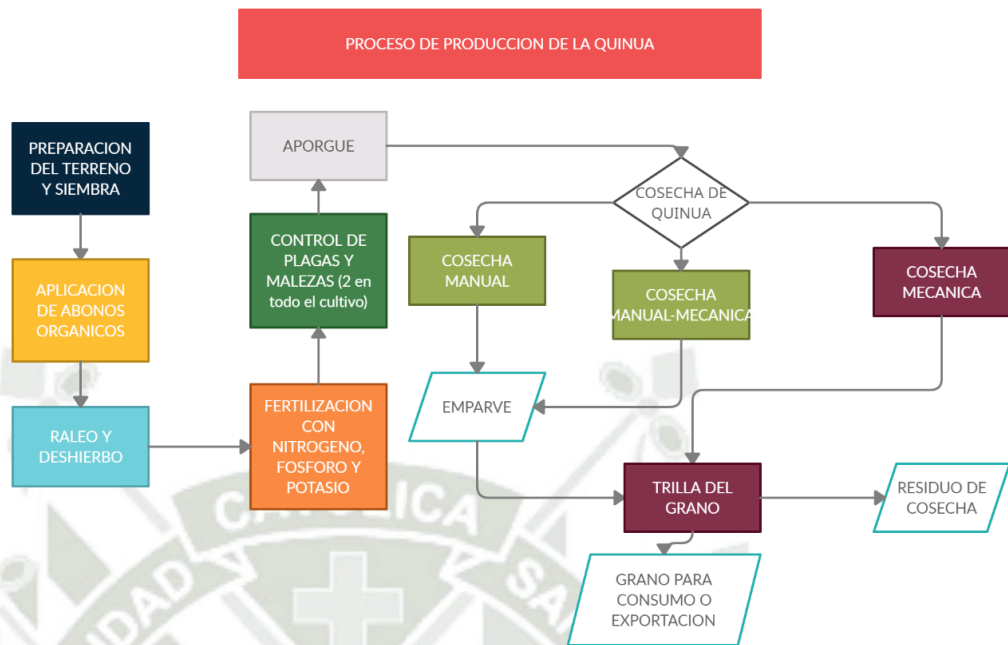 PROCESO DE PRODUCCION DE LA QUINUA
PREPARACION
DEL TERRENO
Y SIEMBRA
APLICACION
DE ABONOS
ORGANICOS
RALEO Y
DESHIERBO
FERTILIZACION
CON
NITROGENO,
FOSFORO Y
POTASIO
CONTROL DE
PLAGAS Y
MALEZAS (2 en
todo el cultivo)
APORGUE
COSECHA DE
QUINUA
COSECHA
MANUAL
COSECHA
MANUAL-MECANICA
COSECHA
MECANICA
EMPARVE
TRILLA DEL
GRANO
RESIDUO DE
COSECHA
GRANO PARA
CONSUMO O
EXPORTACION
CATOLICA